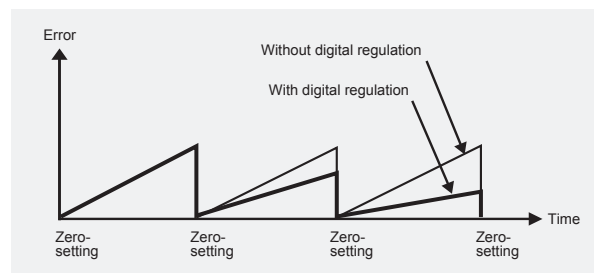 Error
Without digital regulation
With digital regulation
Time
Zero-
setting
Zero-
setting
Zero-
setting
Zero-
setting